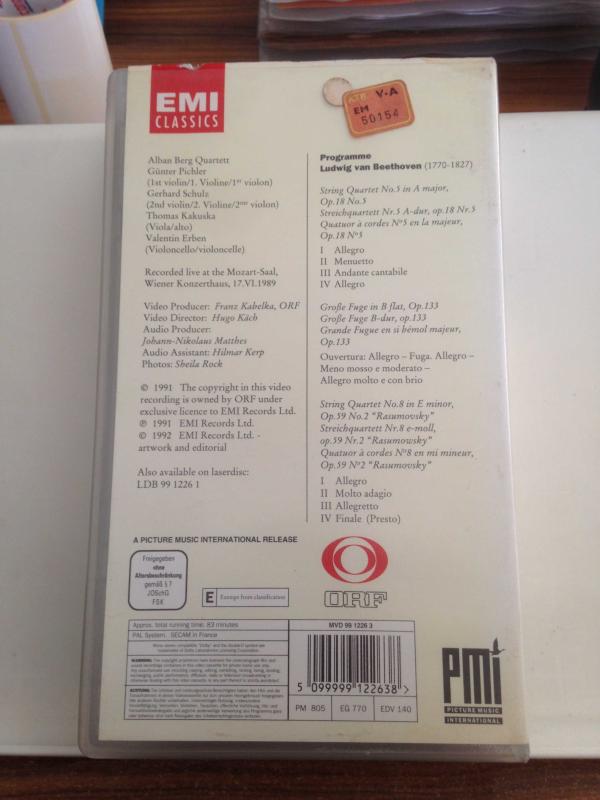 EMI
CLASSICS
Y-A
EM
50154
Alban Berg Quartett
Günter Pichler
(1st violin/1. Violine/1er violon)
Gerhard Schulz
(2nd violin/2. Violine/2me violon)
Thomas Kakuska
(Viola/alto)
Valentin Erben
(Violoncello/violoncelle)
Recorded live at the Mozart-Saal,
Wiener Konzerthaus, 17.VI.1989
Video Producer: Franz Kabelka, ORF
Video Director: Hugo Käch
Audio Producer:
Johann-Nikolaus Matthes
Audio Assistant: Hilmar Kerp
Photos: Sheila Rock
© 1991 The copyright in this video
recording is owned by ORF under
exclusive licence to EMI Records Ltd.
℗ 1991 EMI Records Ltd.
© 1992 EMI Records Ltd. -
artwork and editorial
Also available on laserdisc:
LDB 99 1226 1
Programme
Ludwig van Beethoven (1770-1827)
String Quartet No.5 in A major,
Op.18 No.5
Streichquartett Nr.5 A-dur, op.18 Nr.5
Quatuor à cordes Nº5 en la majeur,
Op.18 Nº5
I Allegro
II Menuetto
III Andante cantabile
IV Allegro
Große Fuge in B flat, Op.133
Große Fuge B-dur, op.133
Grande Fugue en si bémol majeur,
Op.133
Ouvertura: Allegro – Fuga. Allegro –
Meno mosso e moderato –
Allegro molto e con brio
String Quartet No.8 in E minor,
Op.59 No.2 "Rasumovsky"
Streichquartett Nr.8 e-moll,
op.59 Nr.2 "Rasumowsky"
Quatuor à cordes Nº8 en mi mineur,
Op.59 Nº2 "Rasumovsky"
I Allegro
II Molto adagio
III Allegretto
IV Finale (Presto)
A PICTURE MUSIC INTERNATIONAL RELEASE
Freigegeben
ohne
Altersbeschränkung
gemäß § 7
JÖSchG
FSK
E Exempt from classification
ORF
Approx. total running time: 83 minutes
PAL System. SECAM in France
MVD 99 1226 3
5 099999 122638 >
PM 805 EG 770 EDV 140
WARNING:
ACHTUNG:
pmi
PICTURE MUSIC
INTERNATIONAL